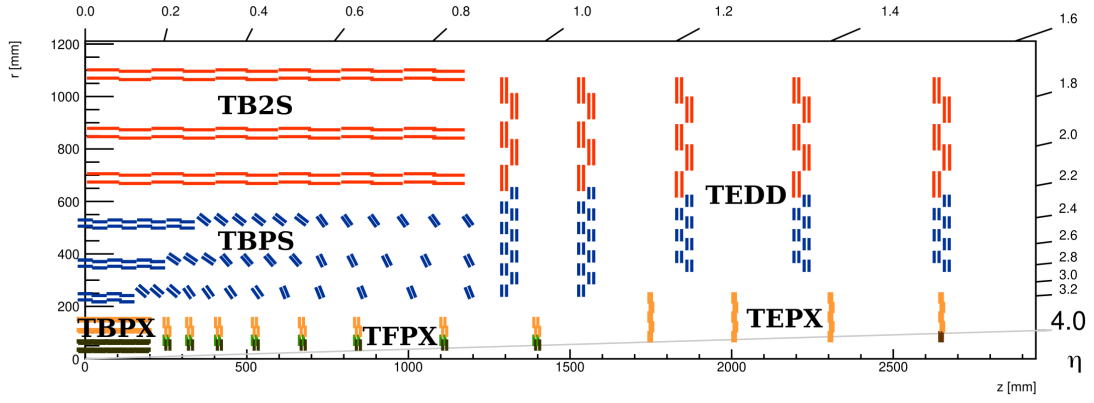 0.0 0.2 0.4 0.6 0.8 1.0 1.2 1.4 1.6
r [mm]
1200
1000
800
600
400
200
0
TB2S
TBPS
TBPX
TFPX
TEDD
TEPX
1.8
2.0
2.2
2.4
2.6
2.8
3.0
3.2
4.0
η
0 500 1000 1500 2000 2500
z [mm]